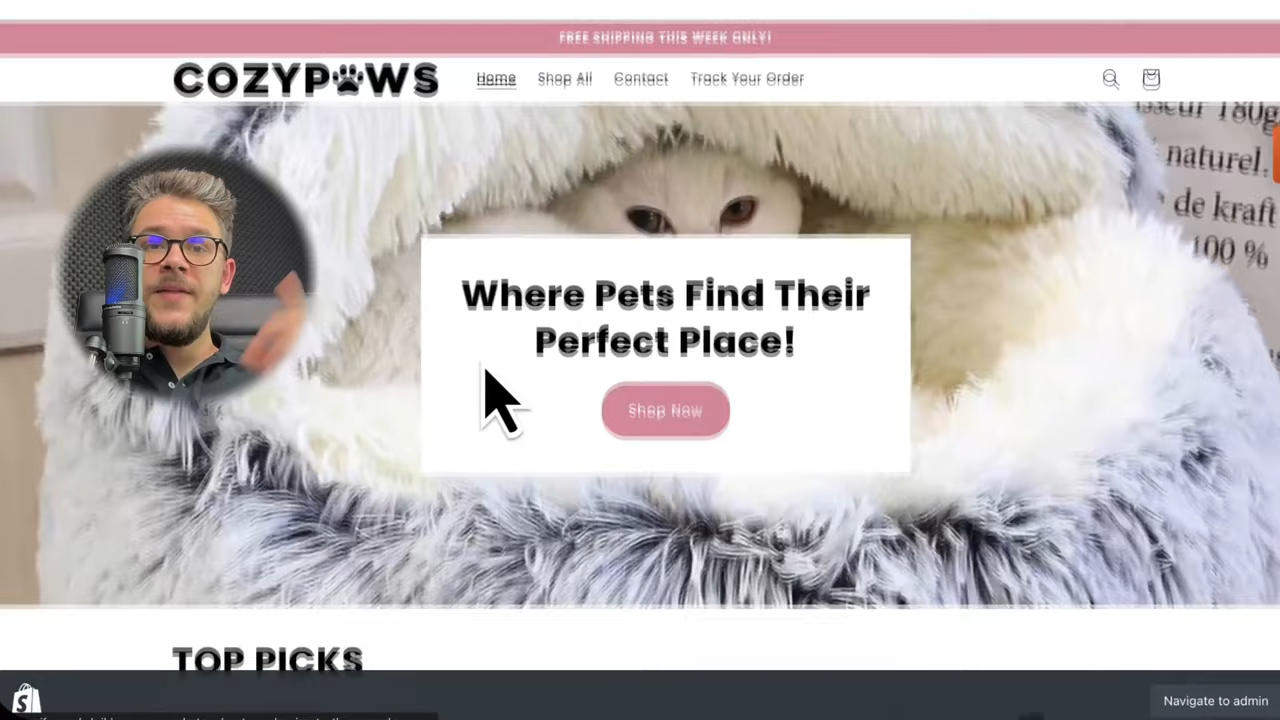 FREE SHIPPING THIS WEEK ONLY!
COZYPAWS
Home
Shop All
Contact
Track Your Order
180g
naturel.
de kraft
100 %
Where Pets Find Their
Perfect Place!
Shop Now
TOP PICKS
Navigate to admin